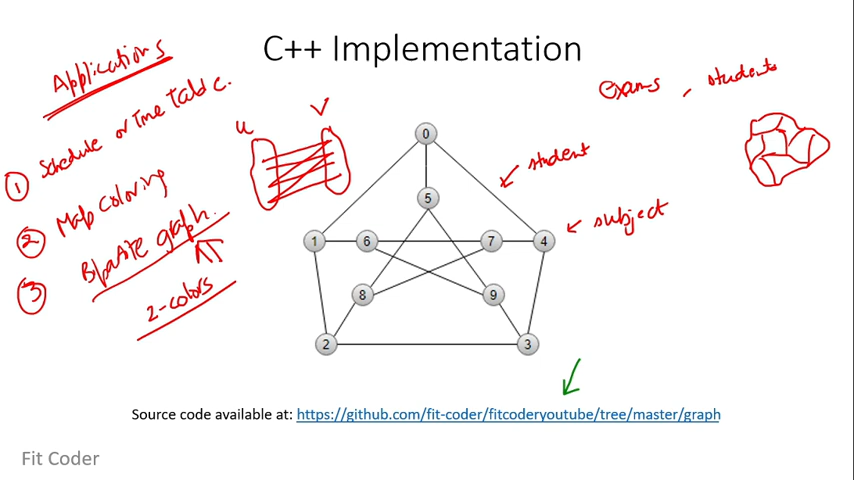 C++ Implementation
Applications
① Schedule or Time Table.
② Map Coloring
③ Bipartite graph.
2-colors
U
V
Exams, students
student
subject
0
5
1
6
7
4
8
9
2
3
Source code available at: https://github.com/fit-coder/fitcoderyoutube/tree/master/graph
Fit Coder